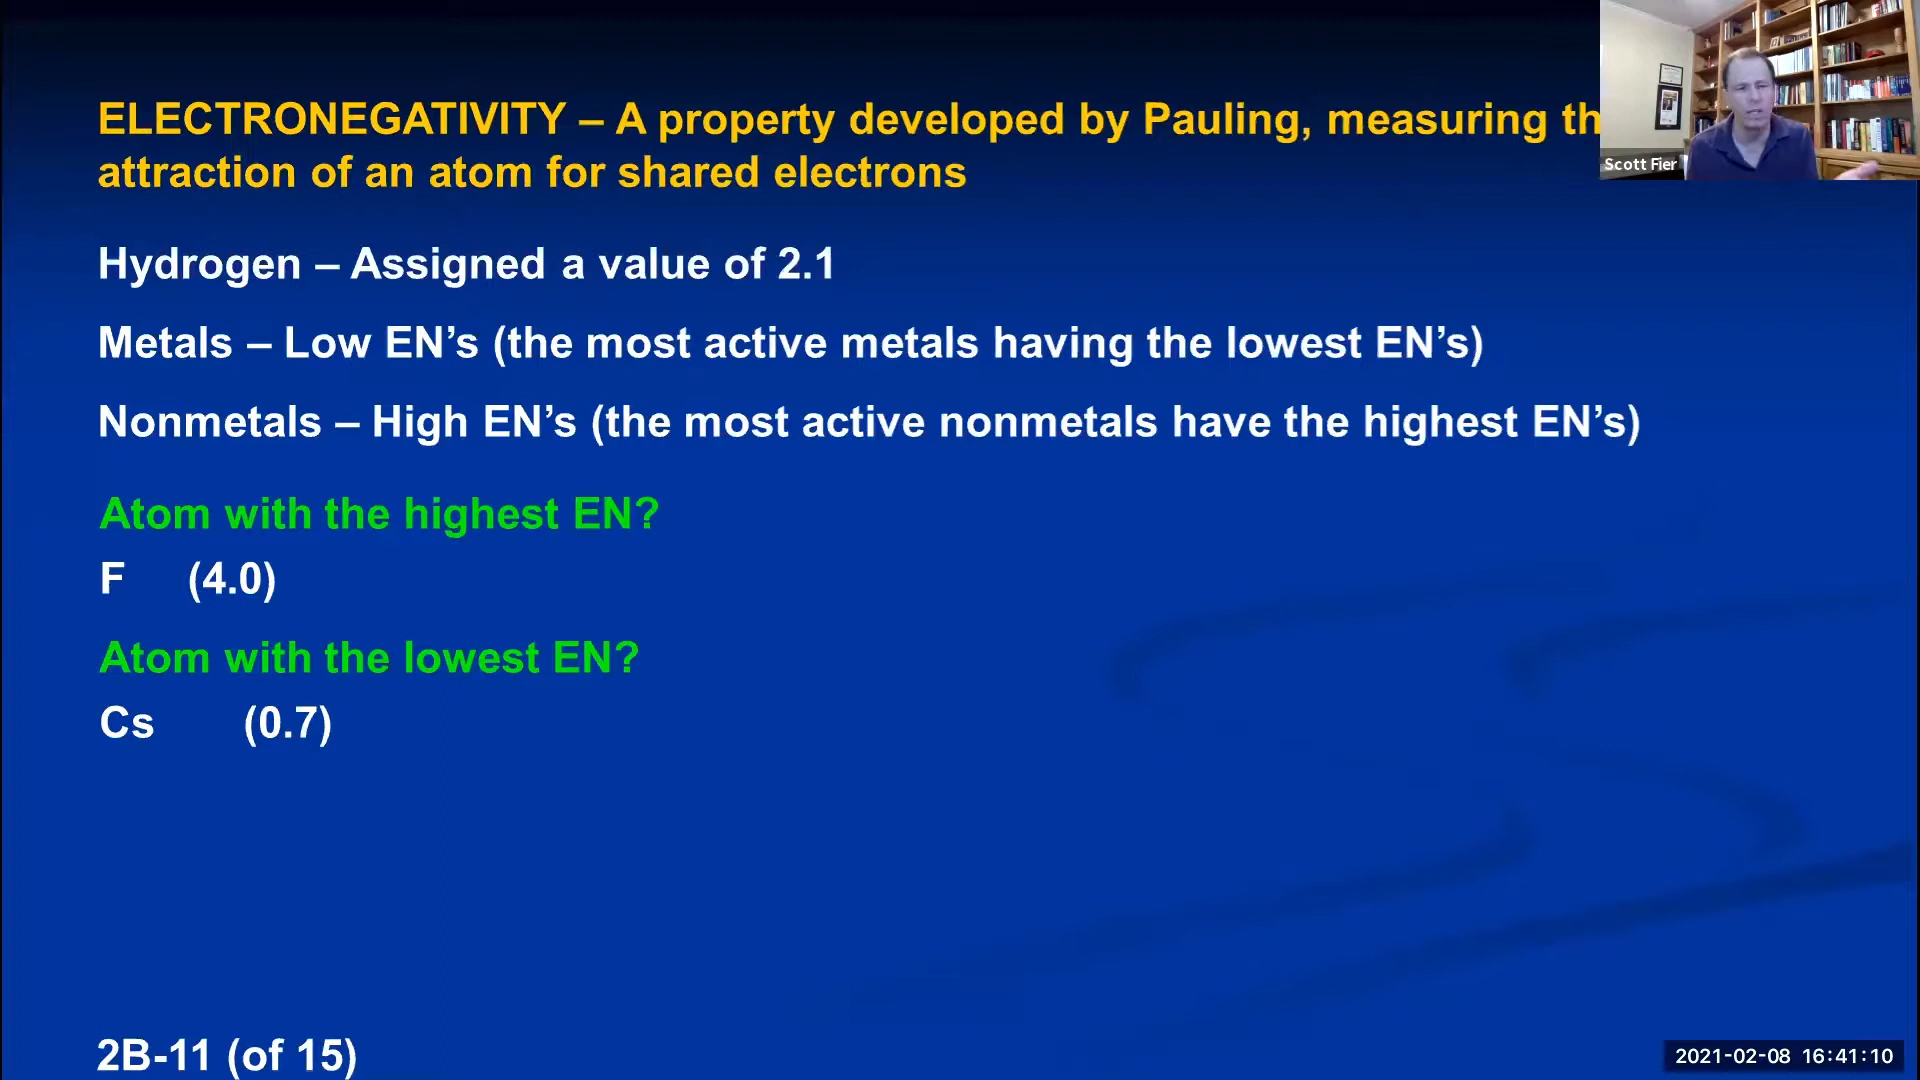 ELECTRONEGATIVITY – A property developed by Pauling, measuring th
attraction of an atom for shared electrons
Scott Fier
Hydrogen – Assigned a value of 2.1
Metals – Low EN’s (the most active metals having the lowest EN’s)
Nonmetals – High EN’s (the most active nonmetals have the highest EN’s)
Atom with the highest EN?
F (4.0)
Atom with the lowest EN?
Cs (0.7)
2B-11 (of 15)
2021-02-08 16:41:10